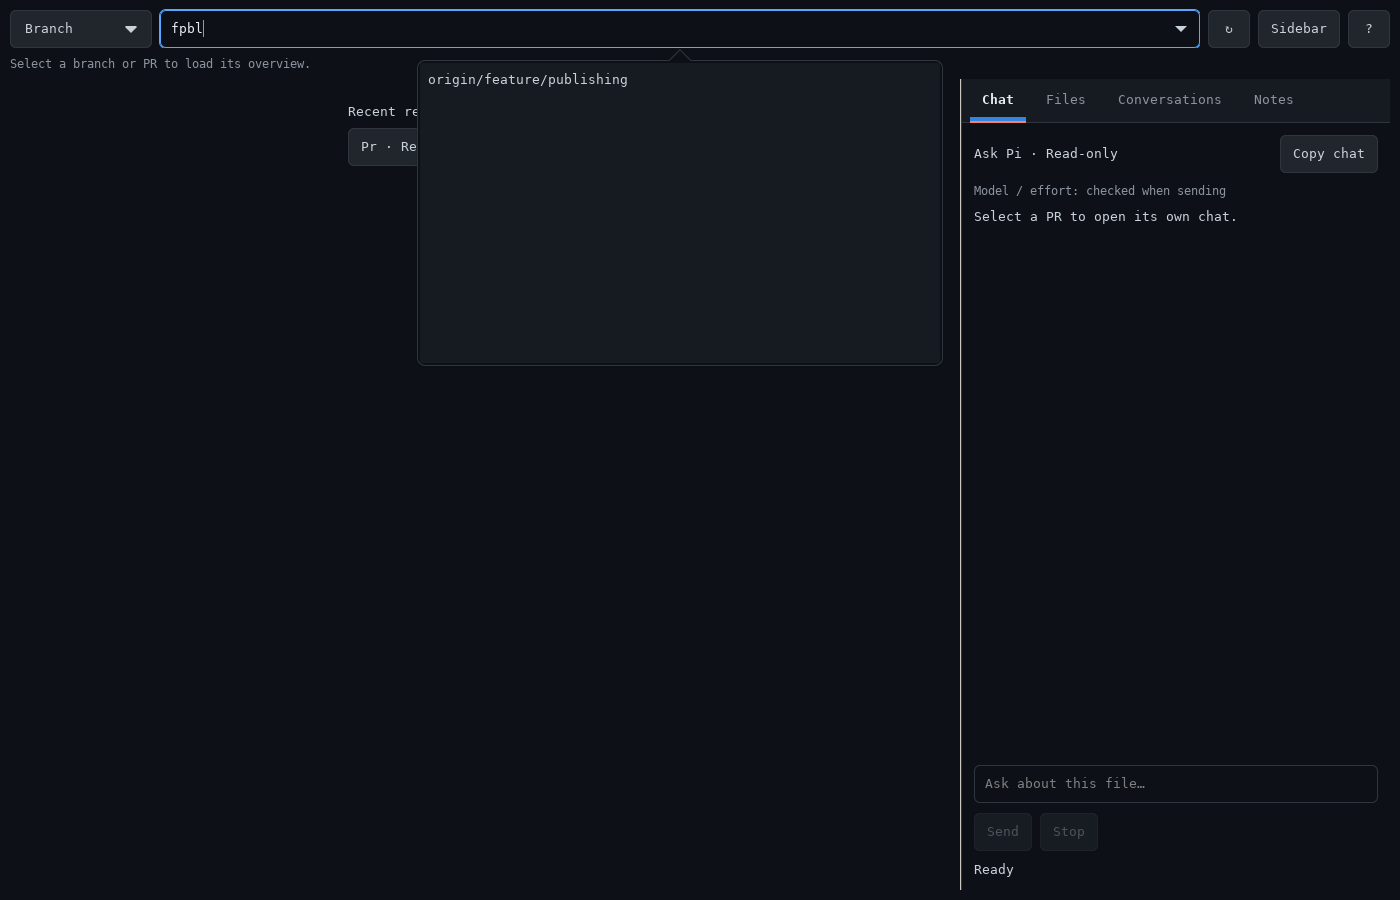 Branch
fpbl
↻
Sidebar
?
Select a branch or PR to load its overview.
origin/feature/publishing
Recent re
Pr · Re
Chat
Files
Conversations
Notes
Ask Pi · Read-only
Copy chat
Model / effort: checked when sending
Select a PR to open its own chat.
Ask about this file…
Send
Stop
Ready